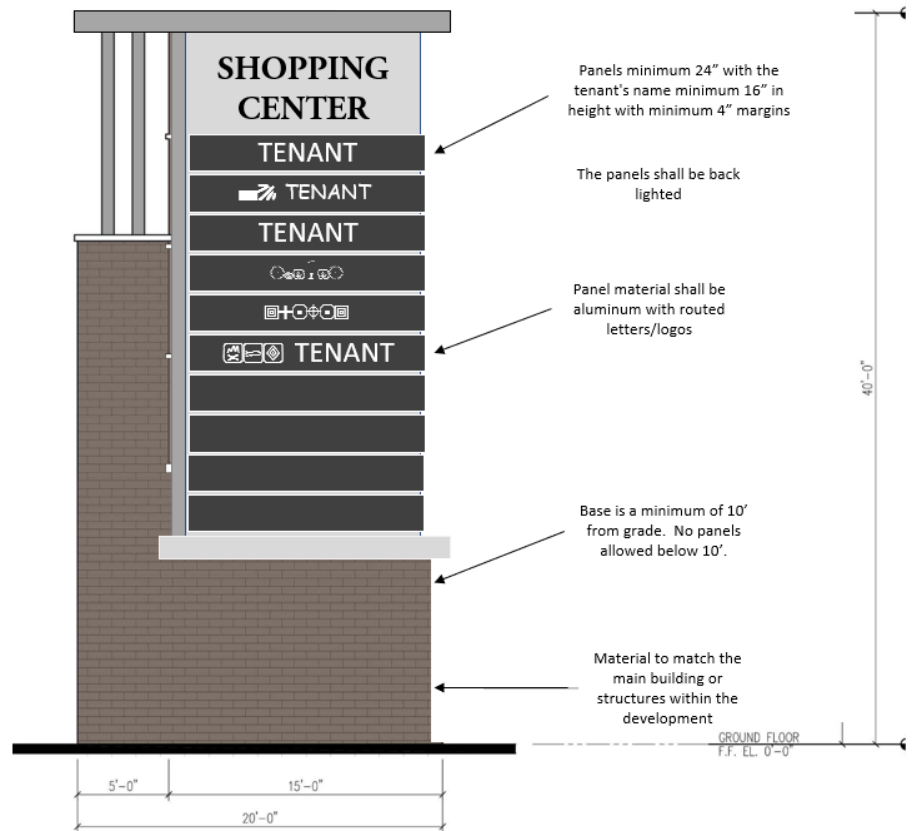 SHOPPING
CENTER
TENANT
TENANT
TENANT
TENANT
Panels minimum 24” with the
tenant's name minimum 16” in
height with minimum 4” margins
The panels shall be back
lighted
Panel material shall be
aluminum with routed
letters/logos
Base is a minimum of 10’
from grade. No panels
allowed below 10’.
Material to match the
main building or
structures within the
development
40'-0"
GROUND FLOOR
F.F. EL. 0'-0"
5'-0"
15'-0"
20'-0"